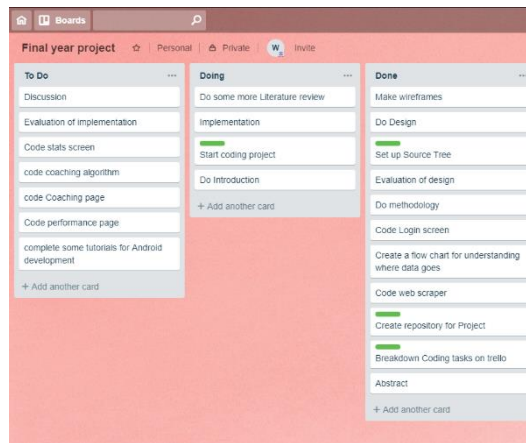 Boards
Final year project
Personal
Private
W
Invite
To Do
Discussion
Evaluation of implementation
Code stats screen
code coaching algorithm
code Coaching page
Code performance page
complete some tutorials for Android
development
+ Add another card
Doing
Do some more Literature review
Implementation
Start coding project
Do Introduction
+ Add another card
Done
Make wireframes
Do Design
Set up Source Tree
Evaluation of design
Do methodology
Code Login screen
Create a flow chart for understanding
where data goes
Code web scraper
Create repository for Project
Breakdown Coding tasks on trello
Abstract
+ Add another card